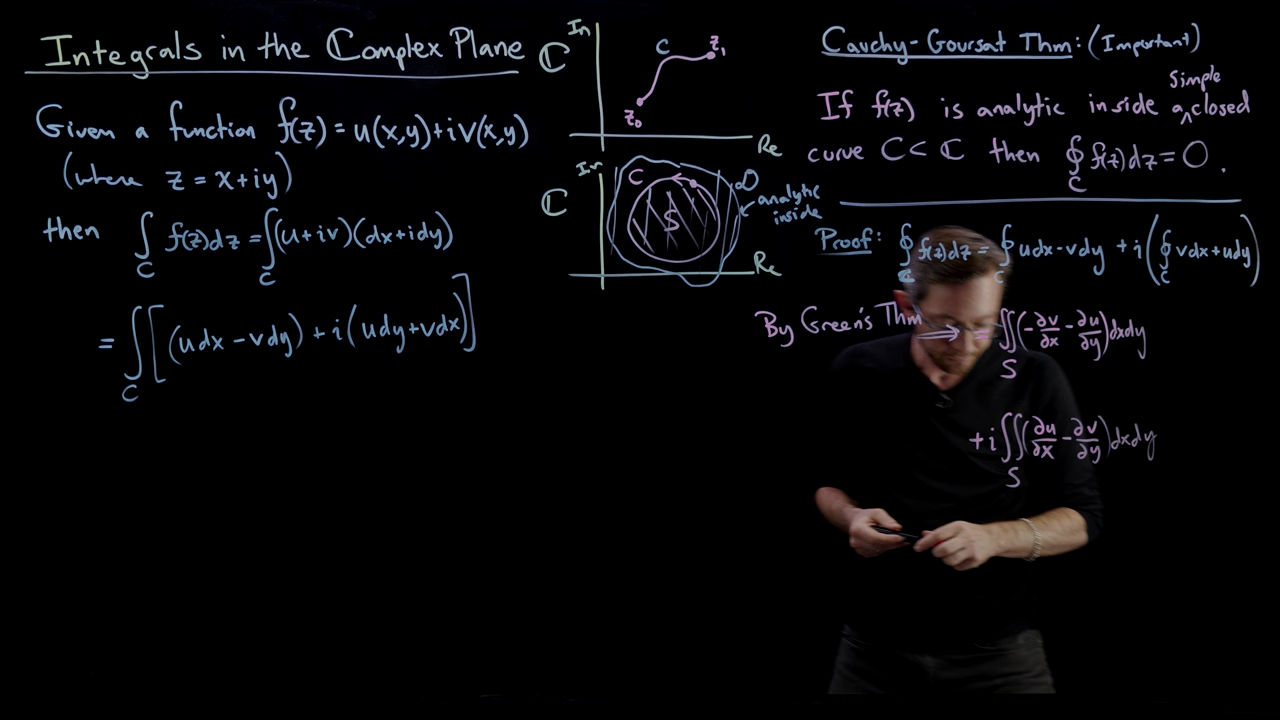 Integrals in the Complex Plane
Given a function f(z) = u(x,y) + i v(x,y)
(where z = x+iy)
then ∫_C f(z)dz = ∫_C (u+iv)(dx+idy)
= ∫_C [(udx - vdy) + i(udy+vdx)]
ℂ
Im
C
z₁
z₀
Re
ℂ
Im
C
S
D
analytic
inside
Re
Cauchy-Goursat Thm: (Important)
If f(z) is analytic inside a ^simple closed
curve C < ℂ then ∮_C f(z)dz = 0.
Proof: ∮_C f(z)dz = ∮_C udx - vdy + i(∮_C vdx + udy)
By Green's Thm ⇒ = ∬_S (-∂v/∂x - ∂u/∂y)dxdy
+ i ∬_S (∂u/∂x - ∂v/∂y)dxdy